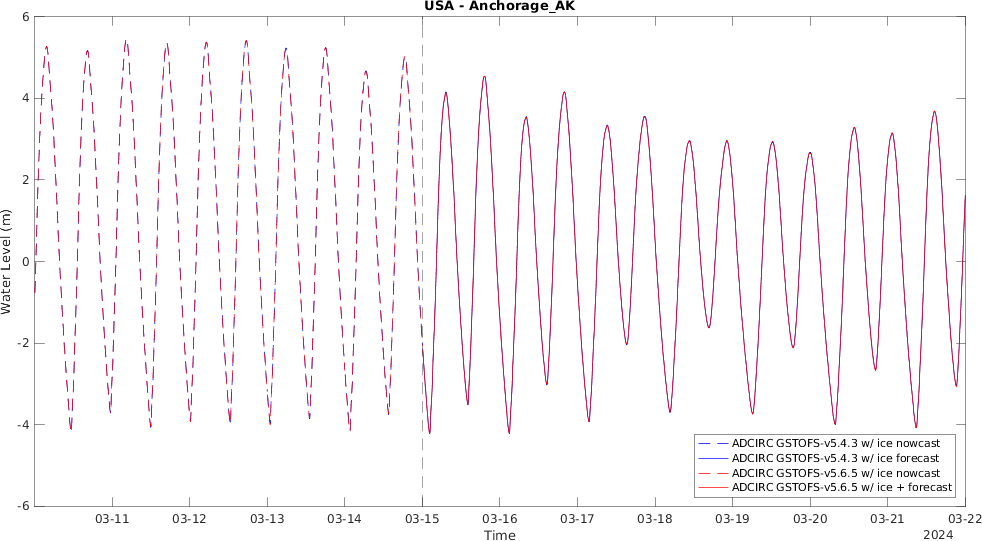 USA - Anchorage_AK
6
4
2
0
-2
-4
-6
Water Level (m)
03-11 03-12 03-13 03-14 03-15 03-16 03-17 03-18 03-19 03-20 03-21 03-22
Time
2024
ADCIRC GSTOFS-v5.4.3 w/ ice nowcast
ADCIRC GSTOFS-v5.4.3 w/ ice forecast
ADCIRC GSTOFS-v5.6.5 w/ ice nowcast
ADCIRC GSTOFS-v5.6.5 w/ ice + forecast